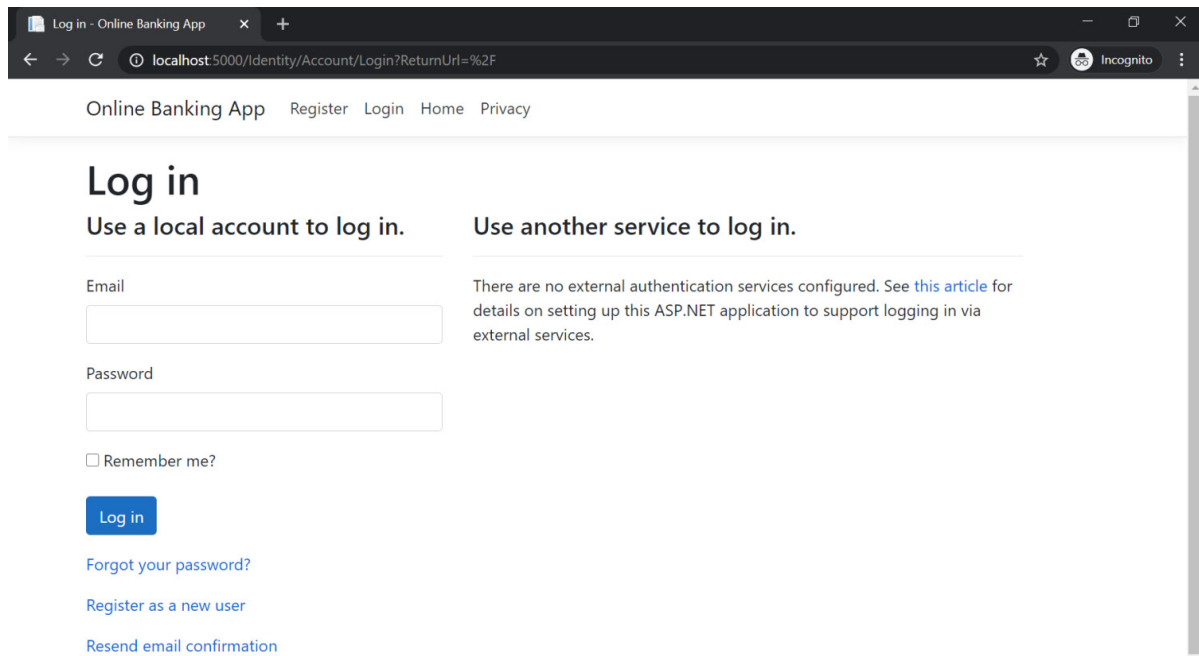 Log in - Online Banking App
localhost:5000/Identity/Account/Login?ReturnUrl=%2F
Incognito
Online Banking App Register Login Home Privacy
Log in
Use a local account to log in.
Use another service to log in.
Email
Password
Remember me?
Log in
Forgot your password?
Register as a new user
Resend email confirmation
There are no external authentication services configured. See this article for
details on setting up this ASP.NET application to support logging in via
external services.